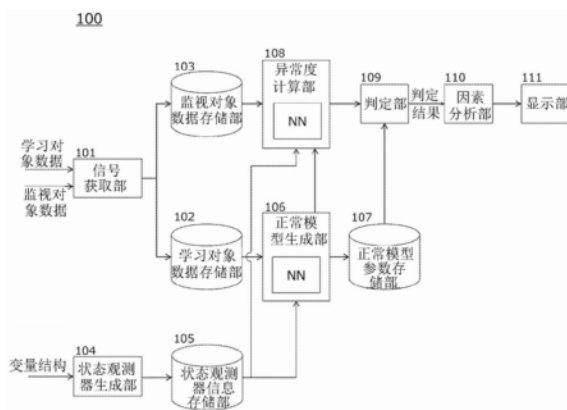 100
108
异常度
计算部
NN
103
监视对象
数据存储部
109
判定部
判定
结果
110
因素
分析部
111
显示部
学习对
象数据
101
信号
获取部
监视对
象数据
102
学习对象
数据存储部
106
正常模
型生成部
NN
107
正常模型
参数存
储部
变量结构
104
状态观测
器生成部
105
状态观测
器信息
存储部